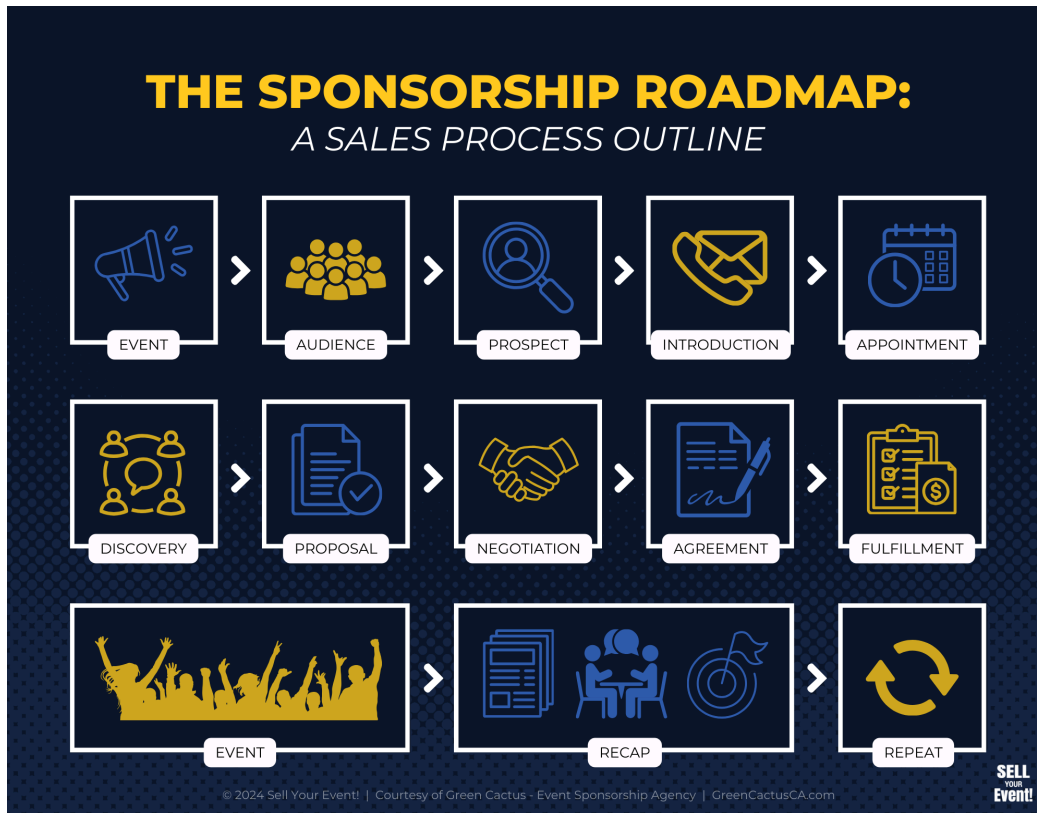 THE SPONSORSHIP ROADMAP:
A SALES PROCESS OUTLINE
EVENT
AUDIENCE
PROSPECT
INTRODUCTION
APPOINTMENT
DISCOVERY
PROPOSAL
NEGOTIATION
AGREEMENT
FULFILLMENT
$
EVENT
RECAP
REPEAT
© 2024 Sell Your Event! | Courtesy of Green Cactus - Event Sponsorship Agency | GreenCactusCA.com
SELL
YOUR
Event!